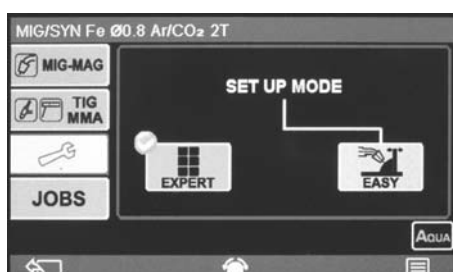 MIG/SYN Fe Ø0.8 Ar/CO₂ 2T
MIG-MAG
TIG
MMA
JOBS
SET UP MODE
EXPERT
EASY
AQUA